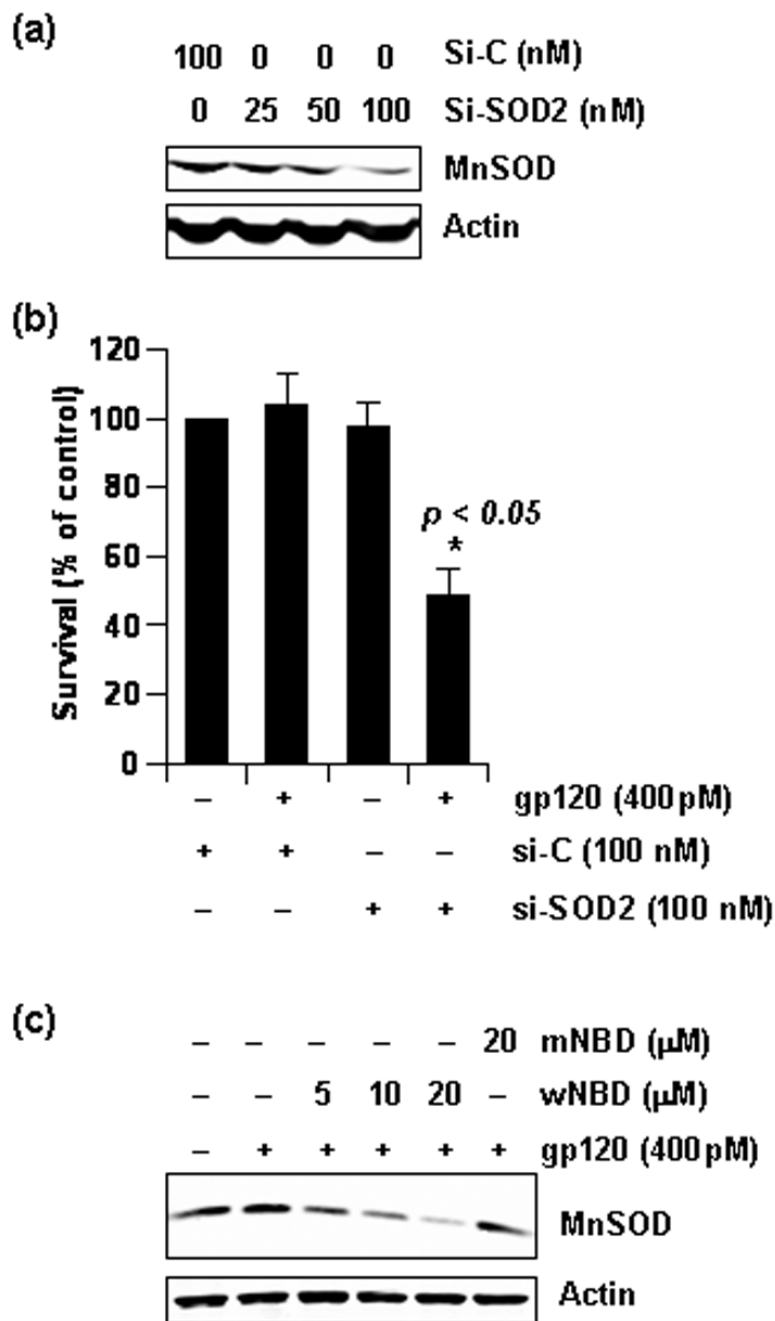 (a)
100 0 0 0 Si-C (nM)
0 25 50 100 Si-SOD2 (nM)
MnSOD
Actin
(b)
Survival (% of control)
120
100
80
60
40
20
0
p < 0.05
*
– + – + gp120 (400pM)
+ + – – si-C (100 nM)
– – + + si-SOD2 (100 nM)
(c)
– – – – – 20 mNBD (µM)
– – 5 10 20 – wNBD (µM)
– + + + + + gp120 (400pM)
MnSOD
Actin